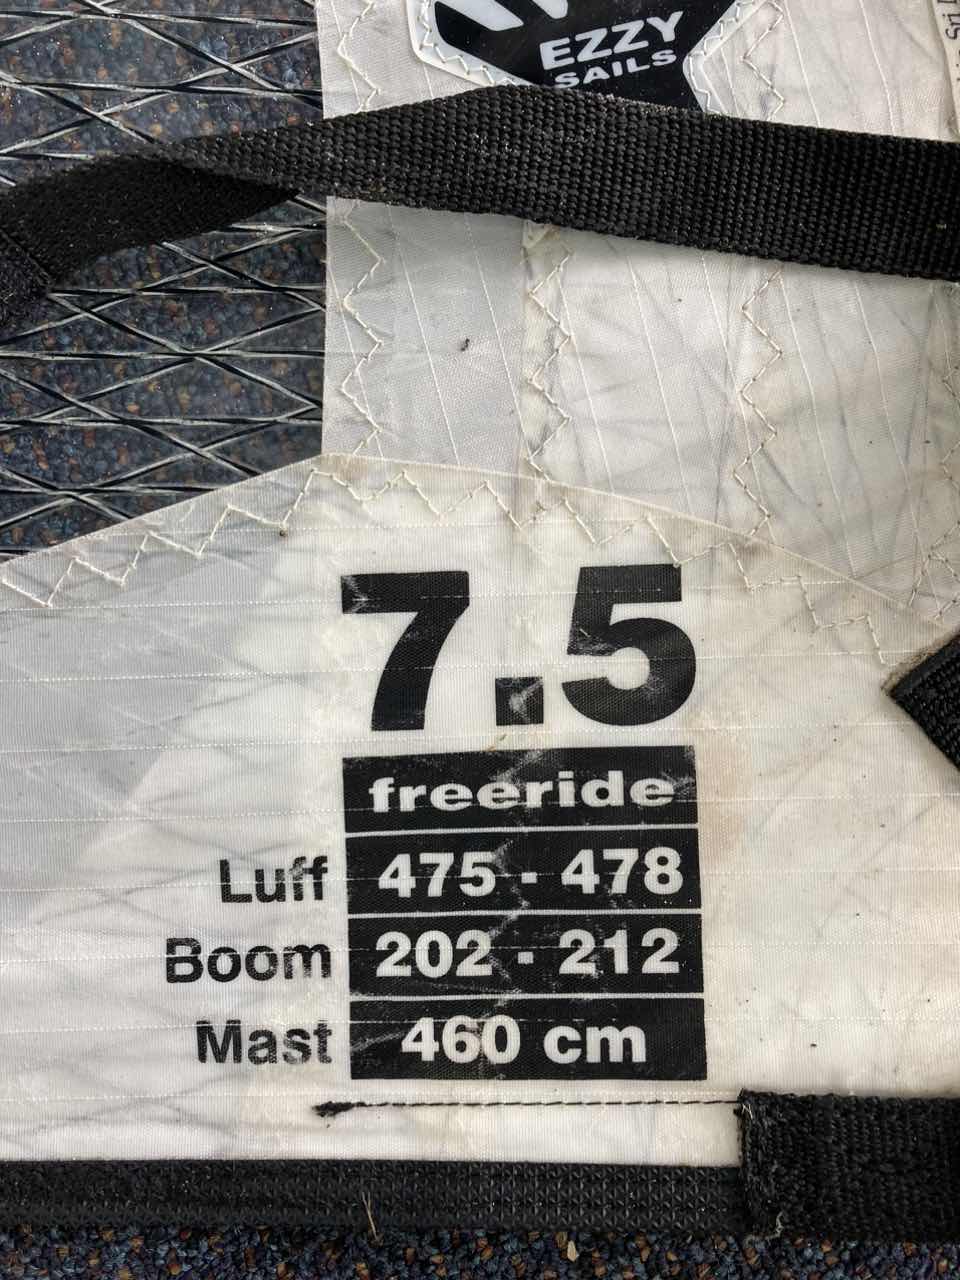 EZZY
SAILS
7.5
freeride
Luff 475 - 478
Boom 202 - 212
Mast 460 cm